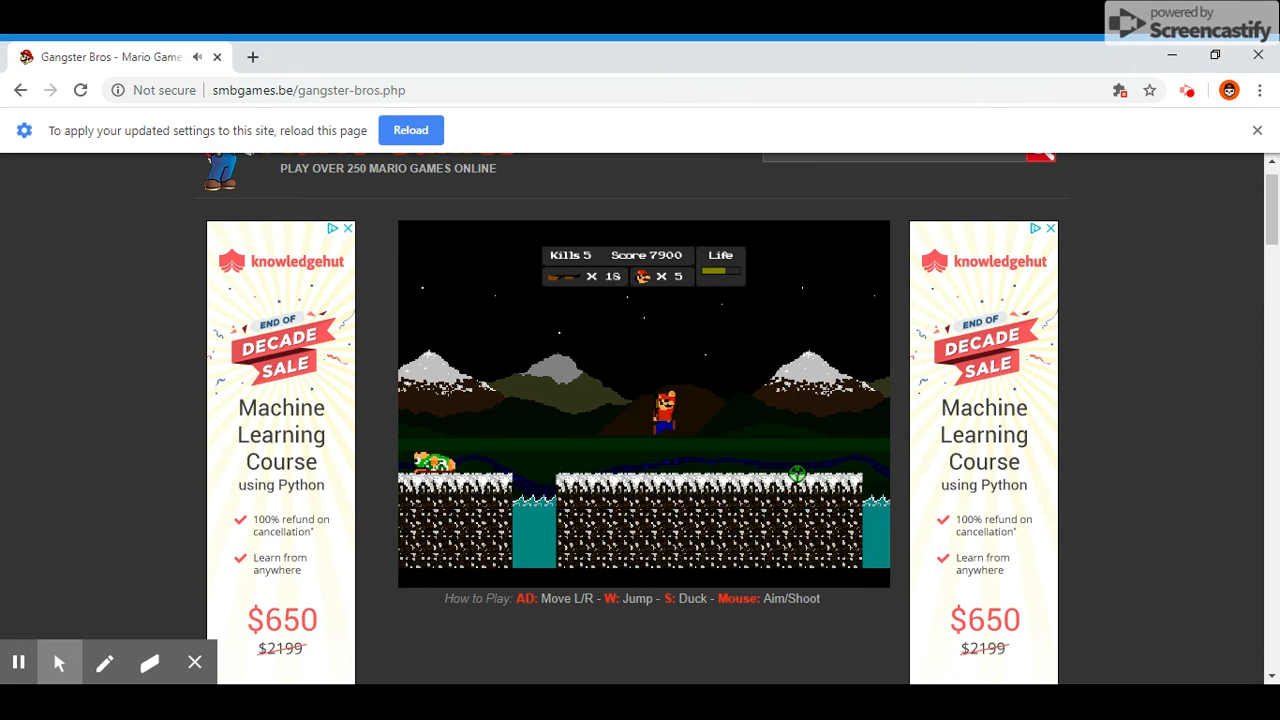 powered by
Screencastify
Gangster Bros - Mario Game
Not secure
smbgames.be/gangster-bros.php
To apply your updated settings to this site, reload this page
Reload
PLAY OVER 250 MARIO GAMES ONLINE
knowledgehut
END OF
DECADE
SALE
Machine
Learning
Course
using Python
100% refund on
cancellation*
Learn from
anywhere
$650
$2199
Kills 5 Score 7900 Life
X 18 X 5
How to Play: AD: Move L/R - W: Jump - S: Duck - Mouse: Aim/Shoot
knowledgehut
END OF
DECADE
SALE
Machine
Learning
Course
using Python
100% refund on
cancellation*
Learn from
anywhere
$650
$2199